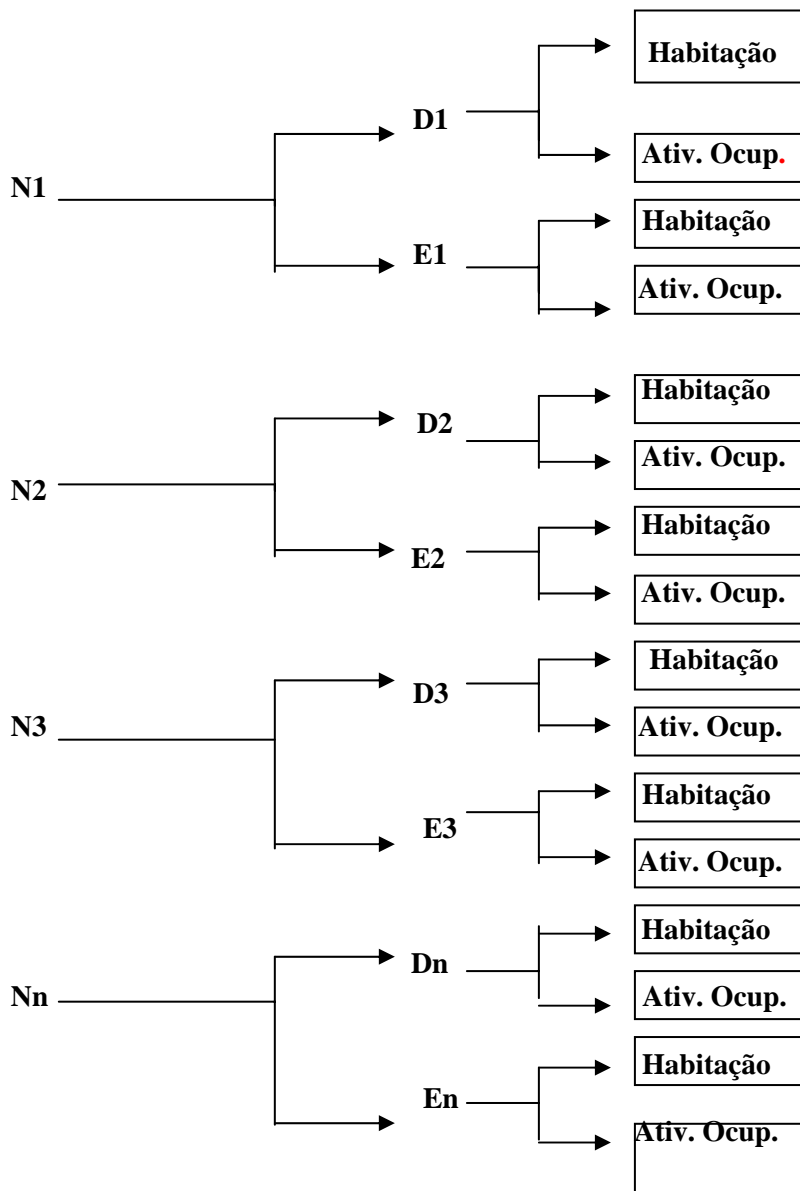 Habitação
D1
Ativ. Ocup.
N1
Habitação
E1
Ativ. Ocup.
Habitação
D2
Ativ. Ocup.
N2
Habitação
E2
Ativ. Ocup.
Habitação
D3
Ativ. Ocup.
N3
Habitação
E3
Ativ. Ocup.
Habitação
Dn
Ativ. Ocup.
Nn
Habitação
En
Ativ. Ocup.